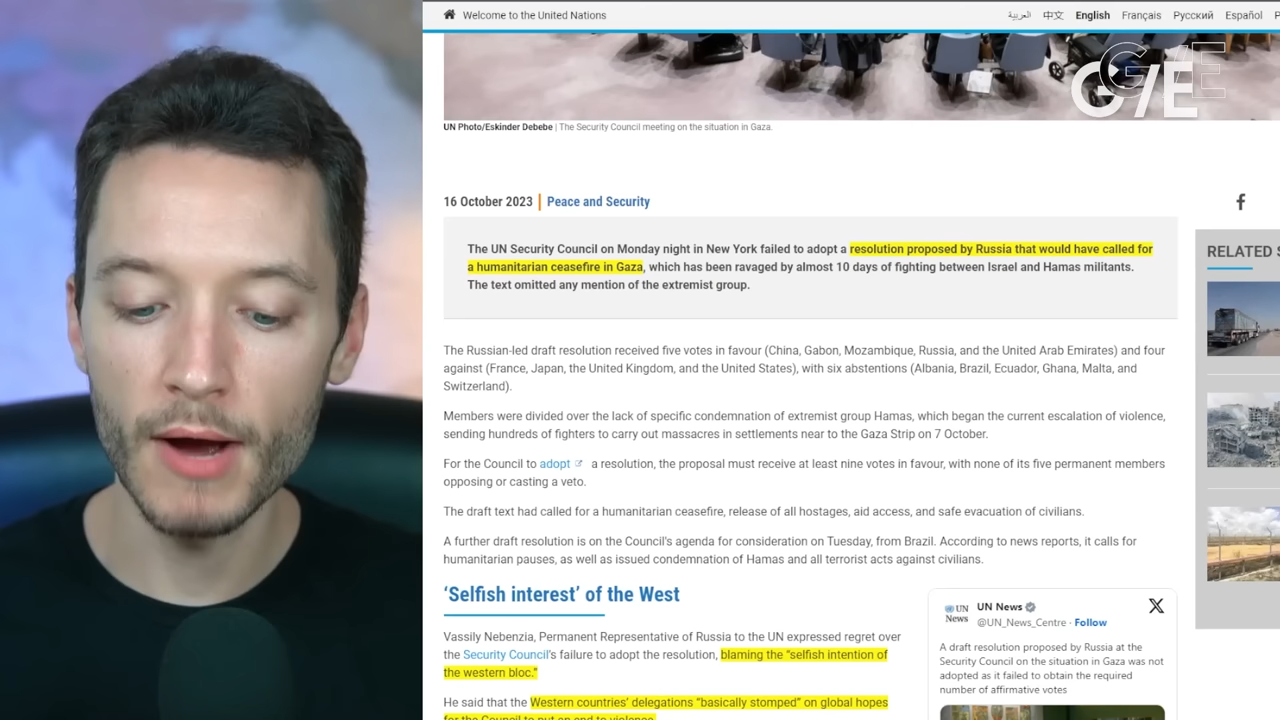 Welcome to the United Nations
العربية 中文 English Français Русский Español
G/E
UN Photo/Eskinder Debebe | The Security Council meeting on the situation in Gaza.
16 October 2023 | Peace and Security
The UN Security Council on Monday night in New York failed to adopt a resolution proposed by Russia that would have called for
a humanitarian ceasefire in Gaza, which has been ravaged by almost 10 days of fighting between Israel and Hamas militants.
The text omitted any mention of the extremist group.
RELATED S
The Russian-led draft resolution received five votes in favour (China, Gabon, Mozambique, Russia, and the United Arab Emirates) and four
against (France, Japan, the United Kingdom, and the United States), with six abstentions (Albania, Brazil, Ecuador, Ghana, Malta, and
Switzerland).
Members were divided over the lack of specific condemnation of extremist group Hamas, which began the current escalation of violence,
sending hundreds of fighters to carry out massacres in settlements near to the Gaza Strip on 7 October.
For the Council to adopt a resolution, the proposal must receive at least nine votes in favour, with none of its five permanent members
opposing or casting a veto.
The draft text had called for a humanitarian ceasefire, release of all hostages, aid access, and safe evacuation of civilians.
A further draft resolution is on the Council's agenda for consideration on Tuesday, from Brazil. According to news reports, it calls for
humanitarian pauses, as well as issued condemnation of Hamas and all terrorist acts against civilians.
‘Selfish interest’ of the West
Vassily Nebenzia, Permanent Representative of Russia to the UN expressed regret over
the Security Council’s failure to adopt the resolution, blaming the “selfish intention of
the western bloc.”
He said that the Western countries’ delegations “basically stomped” on global hopes
for the Council to put an end to violence.
UN News
UN News
@UN_News_Centre · Follow
A draft resolution proposed by Russia at the
Security Council on the situation in Gaza was not
adopted as it failed to obtain the required
number of affirmative votes